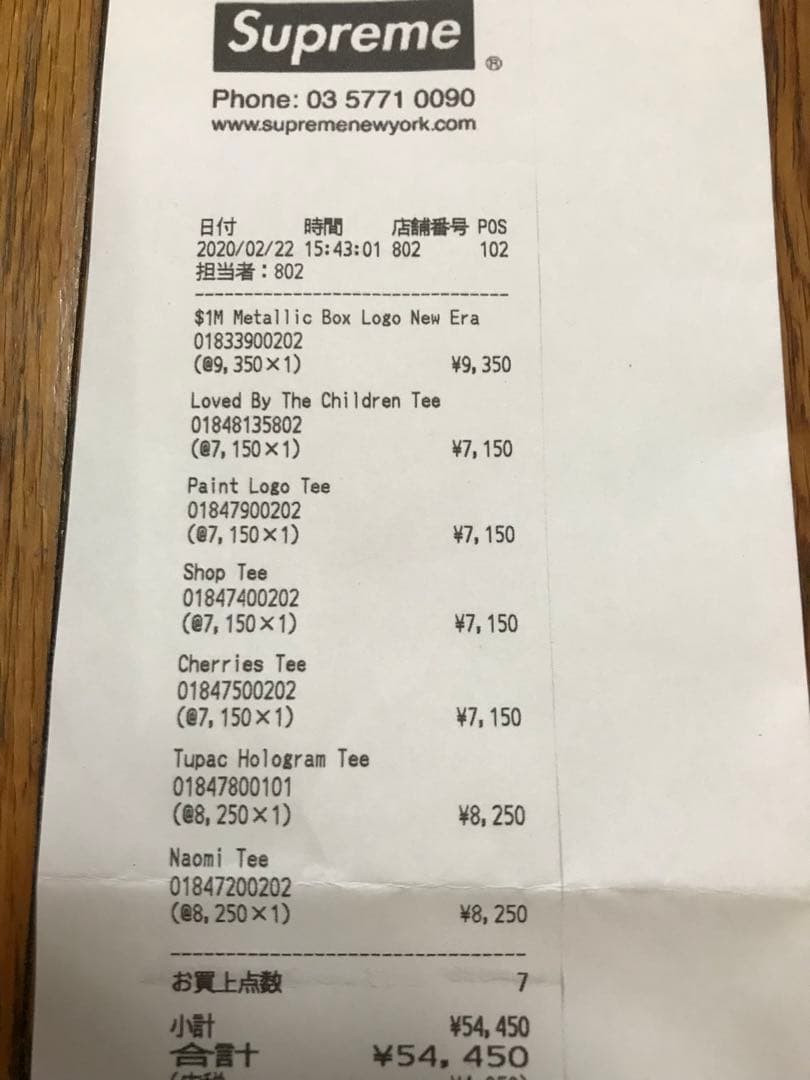 Supreme
®
Phone: 03 5771 0090
www.supremenewyork.com
日付 時間 店舗番号 POS
2020/02/22 15:43:01 802 102
担当者：802
--------------------------------
$1M Metallic Box Logo New Era
01833900202
(@9,350×1) ¥9,350
Loved By The Children Tee
01848135802
(@7,150×1) ¥7,150
Paint Logo Tee
01847900202
(@7,150×1) ¥7,150
Shop Tee
01847400202
(@7,150×1) ¥7,150
Cherries Tee
01847500202
(@7,150×1) ¥7,150
Tupac Hologram Tee
01847800101
(@8,250×1) ¥8,250
Naomi Tee
01847200202
(@8,250×1) ¥8,250
--------------------------------
お買上点数 7
小計 ¥54,450
合計 ¥54,450